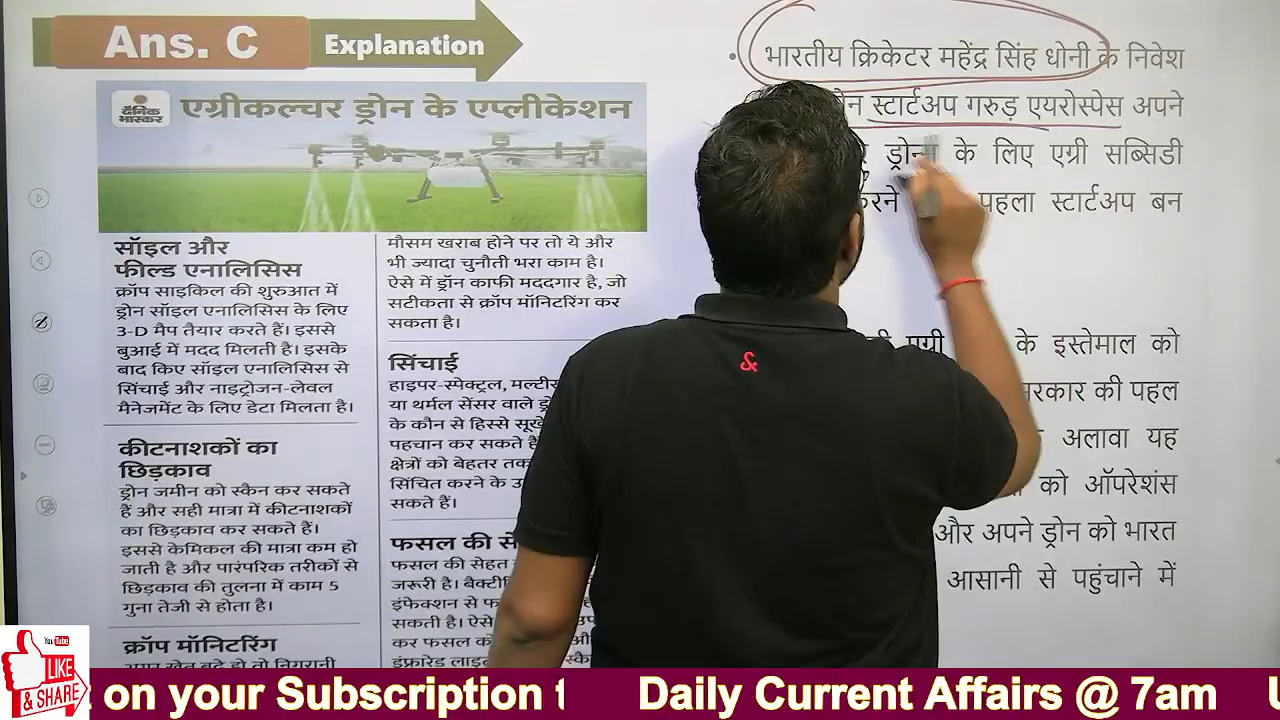 Ans. C
Explanation
दैनिक
भास्कर
एग्रीकल्चर ड्रोन के एप्लीकेशन
सॉइल और
फील्ड एनालिसिस
क्रॉप साइकिल की शुरुआत में
ड्रोन सॉइल एनालिसिस के लिए
3-D मैप तैयार करते हैं। इससे
बुआई में मदद मिलती है। इसके
बाद किए सॉइल एनालिसिस से
सिंचाई और नाइट्रोजन-लेवल
मैनेजमेंट के लिए डेटा मिलता है।
कीटनाशकों का
छिड़काव
ड्रोन जमीन को स्कैन कर सकते
हैं और सही मात्रा में कीटनाशकों
का छिड़काव कर सकते हैं।
इससे केमिकल की मात्रा कम हो
जाती है और पारंपरिक तरीकों से
छिड़काव की तुलना में काम 5
गुना तेजी से होता है।
क्रॉप मॉनिटरिंग
मौसम खराब होने पर तो ये और
भी ज्यादा चुनौती भरा काम है।
ऐसे में ड्रॉन काफी मददगार है, जो
सटीकता से क्रॉप मॉनिटरिंग कर
सकता है।
सिंचाई
हाइपर-स्पेक्ट्रल,
या थर्मल सेंसर वाले
के कौन से हिस्से सूखे
पहचान कर सकते हैं
क्षेत्रों को बेहतर
सिंचित करने के
सकते हैं।
फसल की
फसल की सेहत
जरूरी है।
इंफेक्शन से
सकती है। ऐसे
कर फसल
इंफ्रारेड
• भारतीय क्रिकेटर महेंद्र सिंह धोनी के निवेश
स्टार्टअप गरुड़ एयरोस्पेस अपने
के लिए एग्री सब्सिडी
पहला स्टार्टअप बन
एग्री के इस्तेमाल को
की पहल
अलावा यह
को ऑपरेशंस
और अपने ड्रोन को भारत
आसानी से पहुंचाने में
&
You Tube
LIKE
& SHARE
on your Subscription
Daily Current Affairs @ 7am